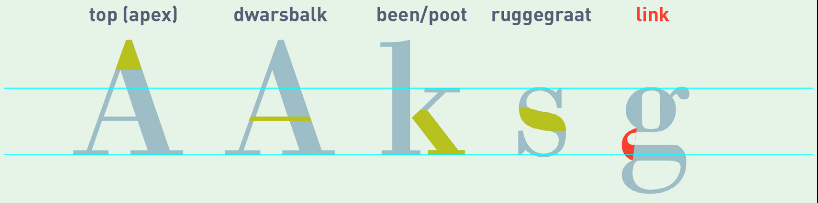 top (apex) dwarsbalk been/poot ruggegraat link
A A k s g